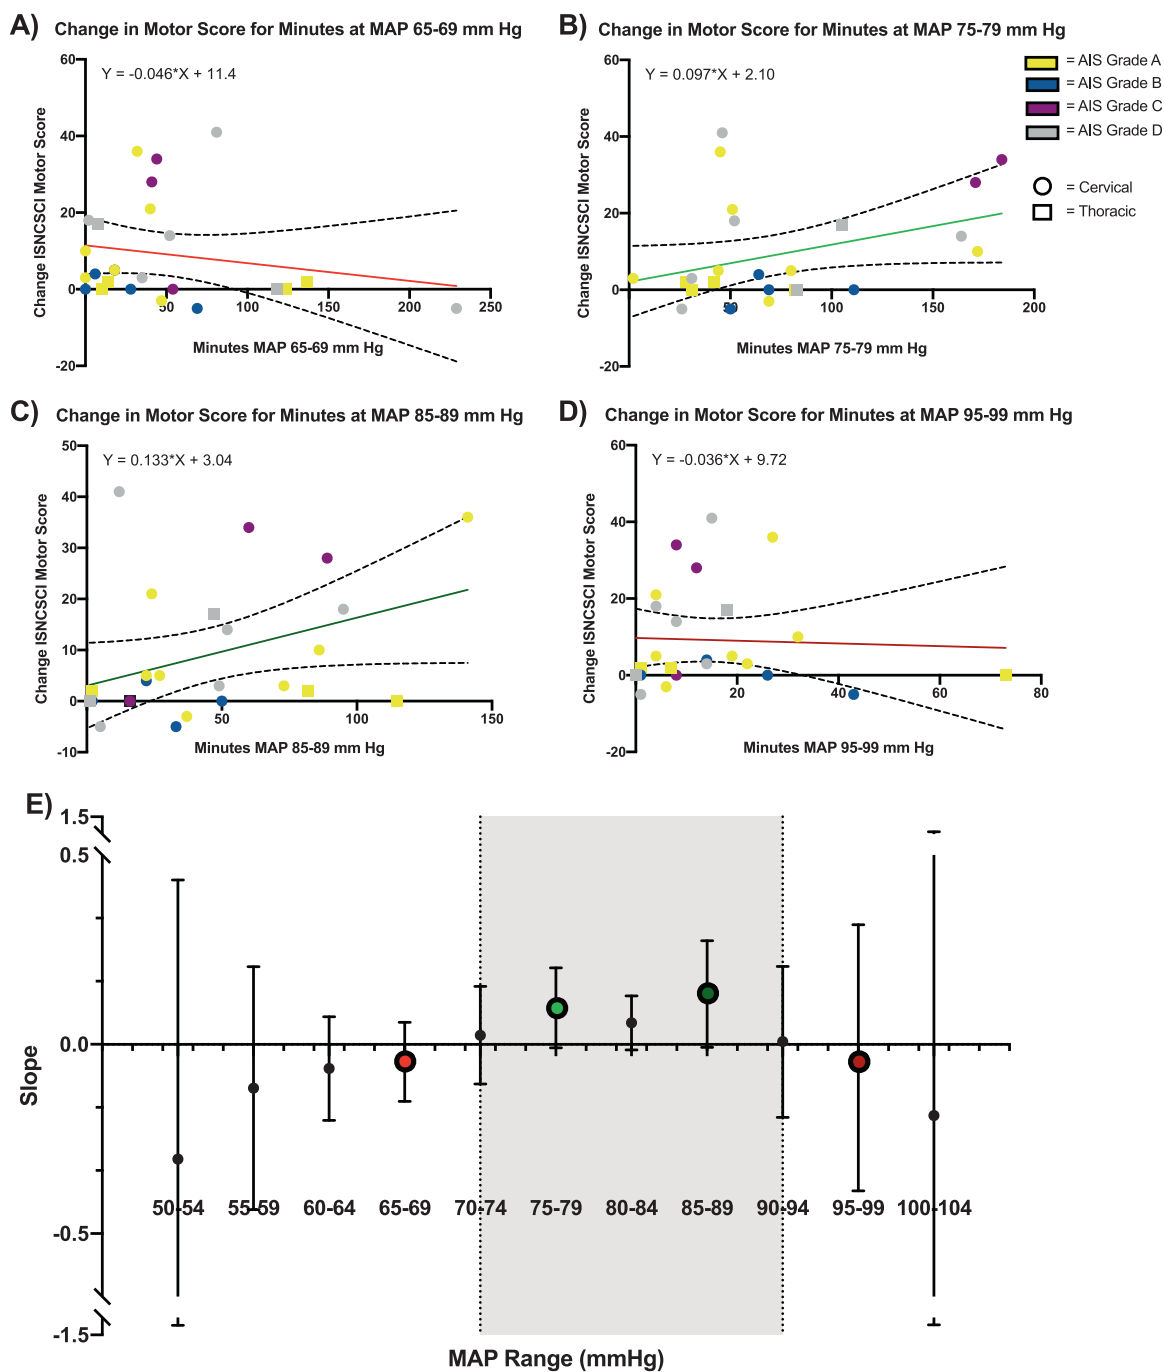 A) Change in Motor Score for Minutes at MAP 65-69 mm Hg
Y = -0.046*X + 11.4
Change ISNCSCI Motor Score
60
40
20
0
-20
50 100 150 200 250
Minutes MAP 65-69 mm Hg
B) Change in Motor Score for Minutes at MAP 75-79 mm Hg
Y = 0.097*X + 2.10
Change ISNCSCI Motor Score
60
40
20
0
-20
50 100 150 200
Minutes MAP 75-79 mm Hg
= AIS Grade A
= AIS Grade B
= AIS Grade C
= AIS Grade D
= Cervical
= Thoracic
C) Change in Motor Score for Minutes at MAP 85-89 mm Hg
Y = 0.133*X + 3.04
Change ISNCSCI Motor Score
50
40
30
20
10
0
-10
50 100 150
Minutes MAP 85-89 mm Hg
D) Change in Motor Score for Minutes at MAP 95-99 mm Hg
Y = -0.036*X + 9.72
Change ISNCSCI Motor Score
60
40
20
0
-20
20 40 60 80
Minutes MAP 95-99 mm Hg
E)
Slope
1.5
0.5
0.0
-0.5
-1.5
50-54 55-59 60-64 65-69 70-74 75-79 80-84 85-89 90-94 95-99 100-104
MAP Range (mmHg)